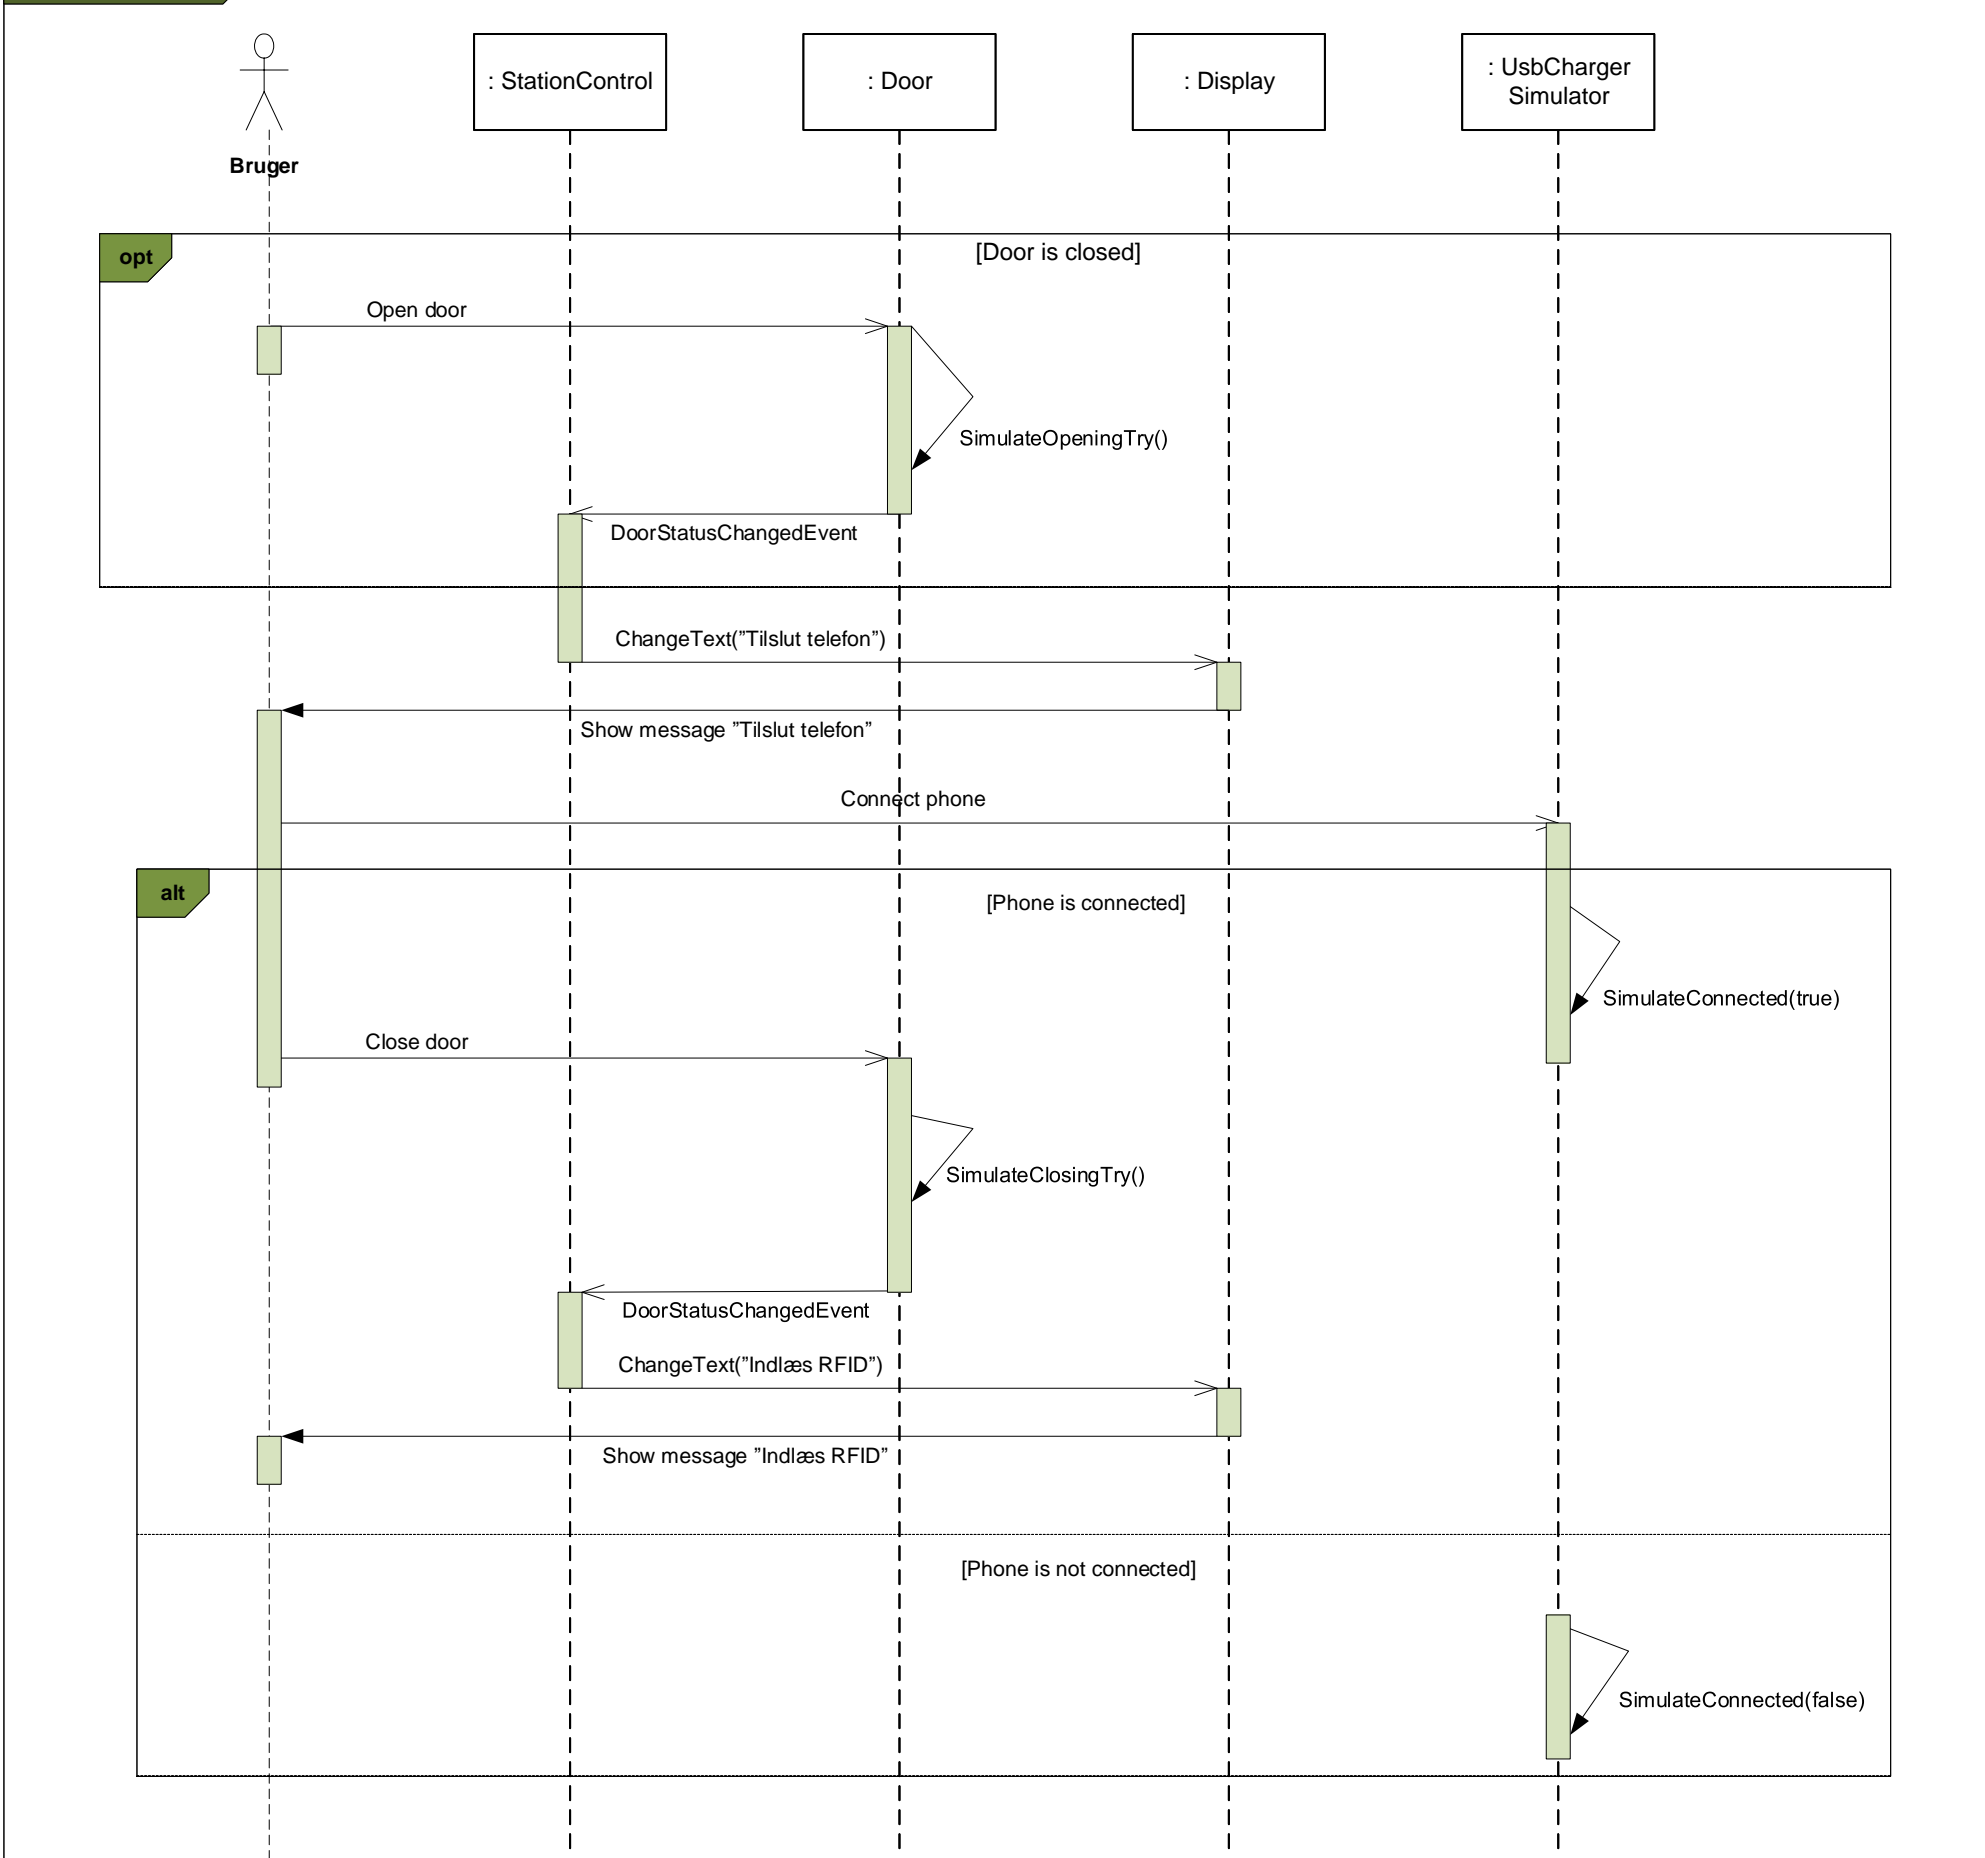 : StationControl
: Door
: Display
: UsbCharger
Simulator
Bruger
opt
[Door is closed]
Open door
SimulateOpeningTry()
DoorStatusChangedEvent
ChangeText(”Tilslut telefon”)
Show message ”Tilslut telefon”
Connect phone
alt
[Phone is connected]
SimulateConnected(true)
Close door
SimulateClosingTry()
DoorStatusChangedEvent
ChangeText(”Indlæs RFID”)
Show message ”Indlæs RFID”
[Phone is not connected]
SimulateConnected(false)